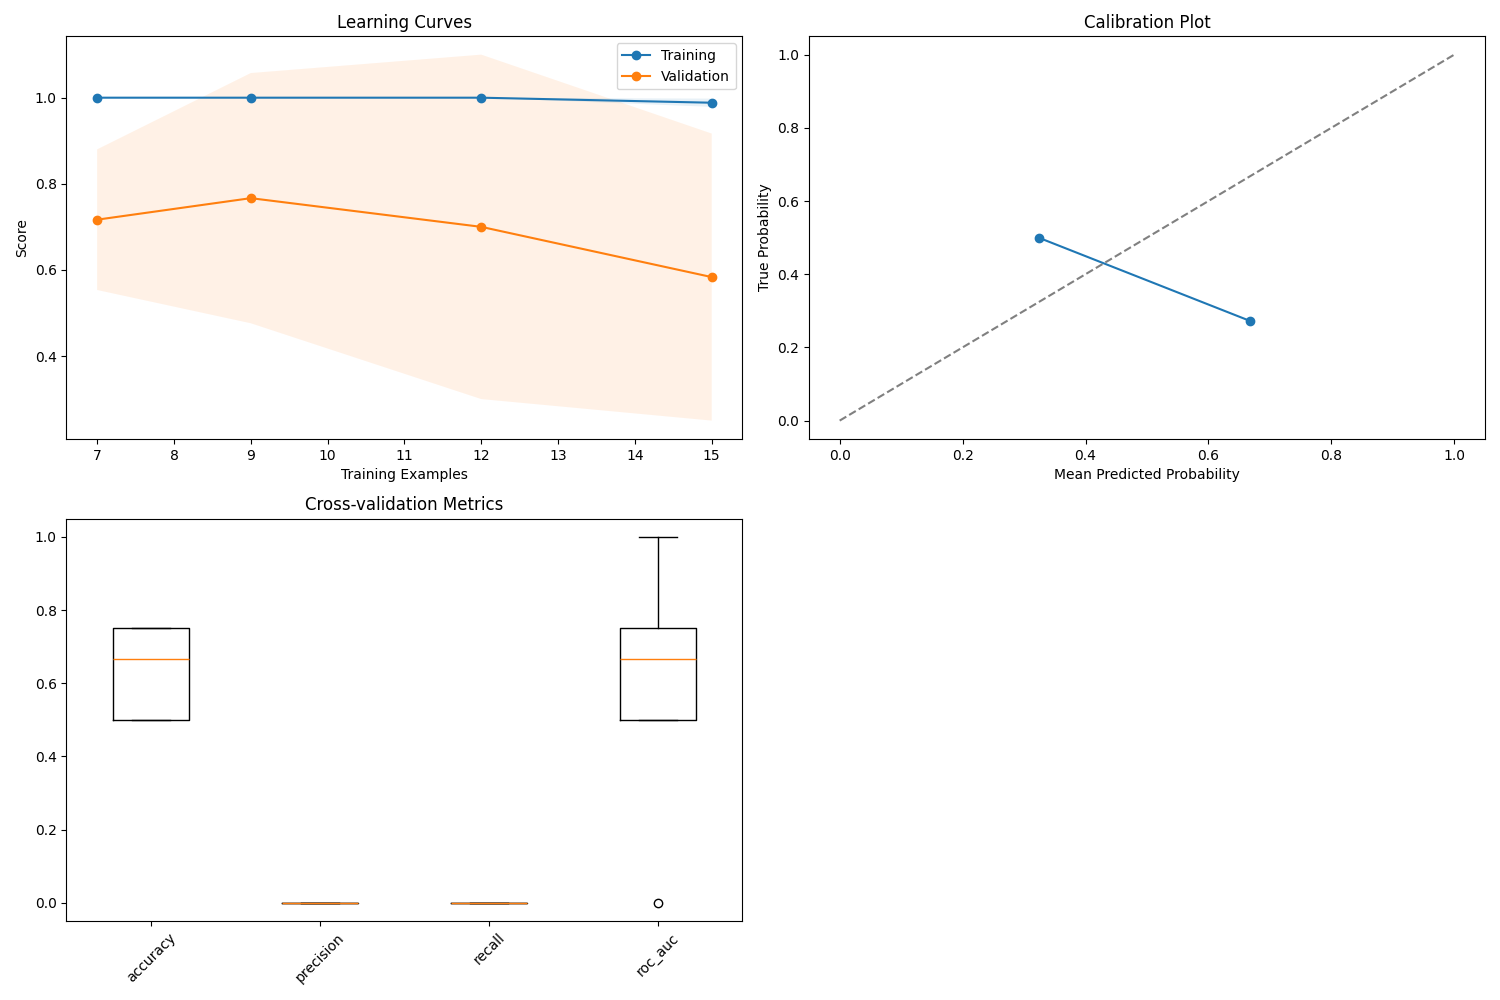 Learning Curves
Training
Validation
Score
1.0
0.8
0.6
0.4
7 8 9 10 11 12 13 14 15
Training Examples
Calibration Plot
True Probability
1.0
0.8
0.6
0.4
0.2
0.0
0.0 0.2 0.4 0.6 0.8 1.0
Mean Predicted Probability
Cross-validation Metrics
1.0
0.8
0.6
0.4
0.2
0.0
accuracy precision recall roc_auc